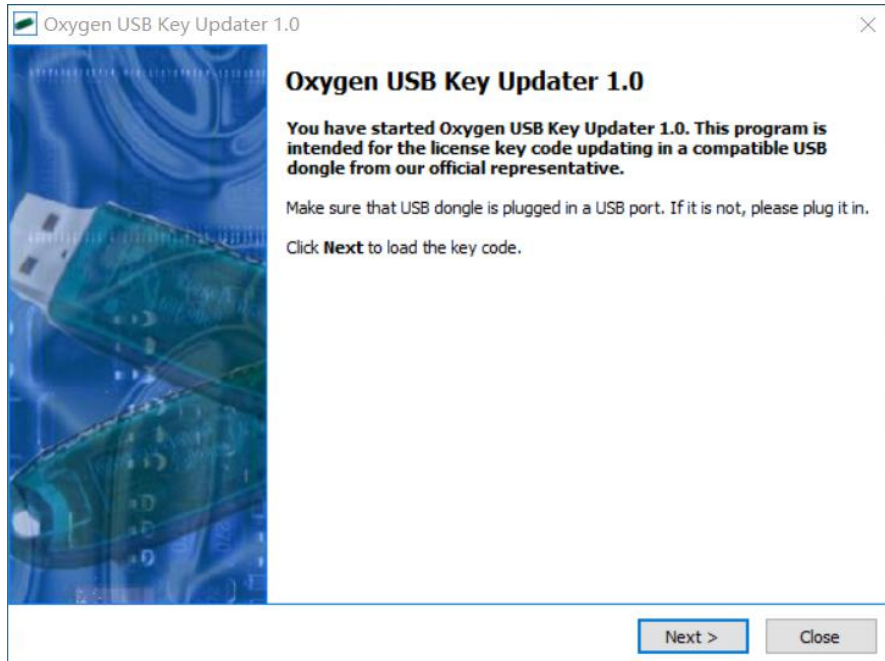 Oxygen USB Key Updater 1.0
Oxygen USB Key Updater 1.0
You have started Oxygen USB Key Updater 1.0. This program is
intended for the license key code updating in a compatible USB
dongle from our official representative.
Make sure that USB dongle is plugged in a USB port. If it is not, please plug it in.
Click Next to load the key code.
Next >
Close